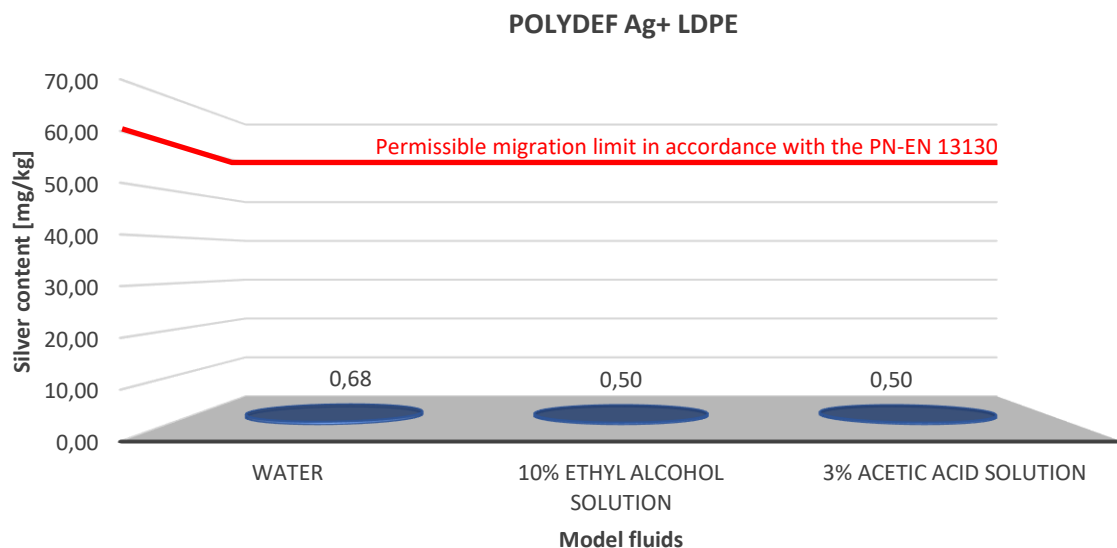 POLYDEF Ag+ LDPE
Silver content [mg/kg]
70,00
60,00
50,00
40,00
30,00
20,00
10,00
0,00
Permissible migration limit in accordance with the PN-EN 13130
0,68
0,50
0,50
WATER
10% ETHYL ALCOHOL
SOLUTION
3% ACETIC ACID SOLUTION
Model fluids